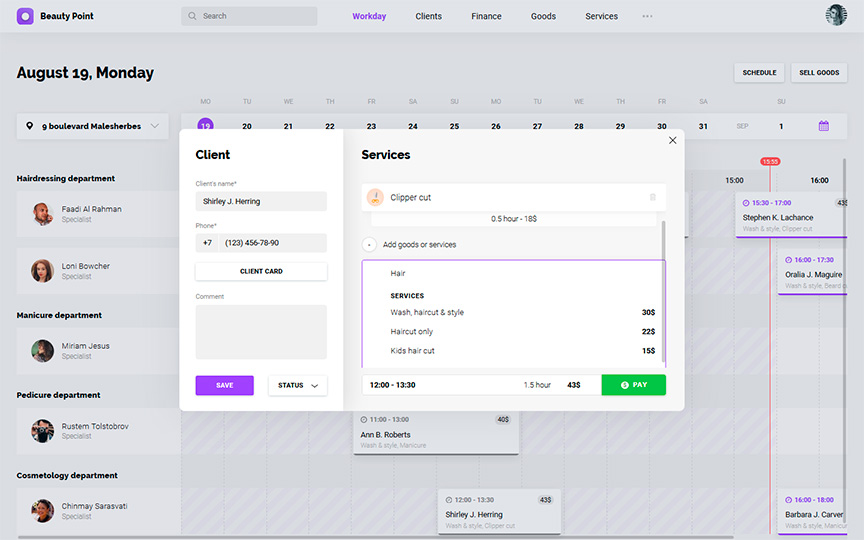 Beauty Point
Search
Workday
Clients
Finance
Goods
Services
August 19, Monday
SCHEDULE
SELL GOODS
MO TU WE TH FR SA SU MO TU WE TH FR SA SU
9 boulevard Malesherbes
19 20 21 22 23 24 25 26 27 28 29 30 31 SEP 1
Client
Client's name*
Shirley J. Herring
Phone*
+7 (123) 456-78-90
CLIENT CARD
Comment
SAVE
STATUS
Services
Clipper cut
0.5 hour - 18$
Add goods or services
Hair
SERVICES
Wash, haircut & style 30$
Haircut only 22$
Kids hair cut 15$
12:00 - 13:30 1.5 hour 43$
PAY
15:55
15:00 16:00
Hairdressing department
Faadi Al Rahman
Specialist
15:30 - 17:00 43$
Stephen K. Lachance
Wash & style, Clipper cut
Loni Bowcher
Specialist
16:00 - 17:30
Oralia J. Maguire
Wash & style, Beard
Manicure department
Miriam Jesus
Specialist
Pedicure department
Rustem Tolstobrov
Specialist
11:00 - 13:00 40$
Ann B. Roberts
Wash & style, Manicure
Cosmetology department
Chinmay Sarasvati
Specialist
12:00 - 13:30 43$
Shirley J. Herring
Wash & style, Clipper cut
16:00 - 18:00
Barbara J. Carver
Wash & style, Manicu